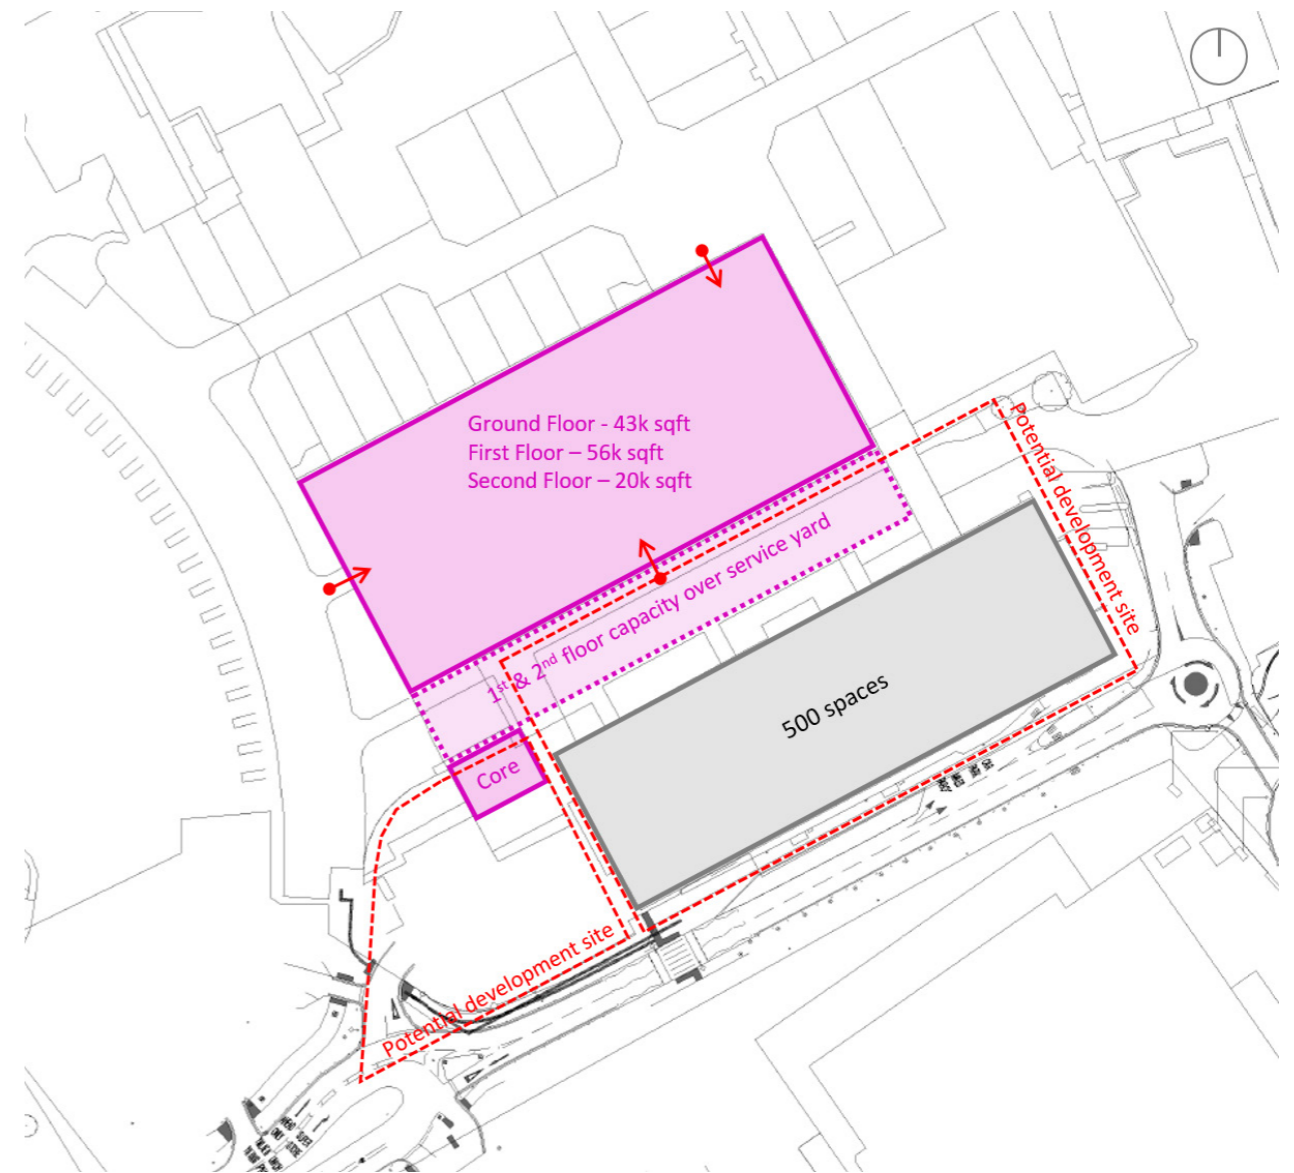 Ground Floor - 43k sqft
First Floor – 56k sqft
Second Floor – 20k sqft
Potential development site
1st & 2nd floor capacity over service yard
500 spaces
Core
Potential development site